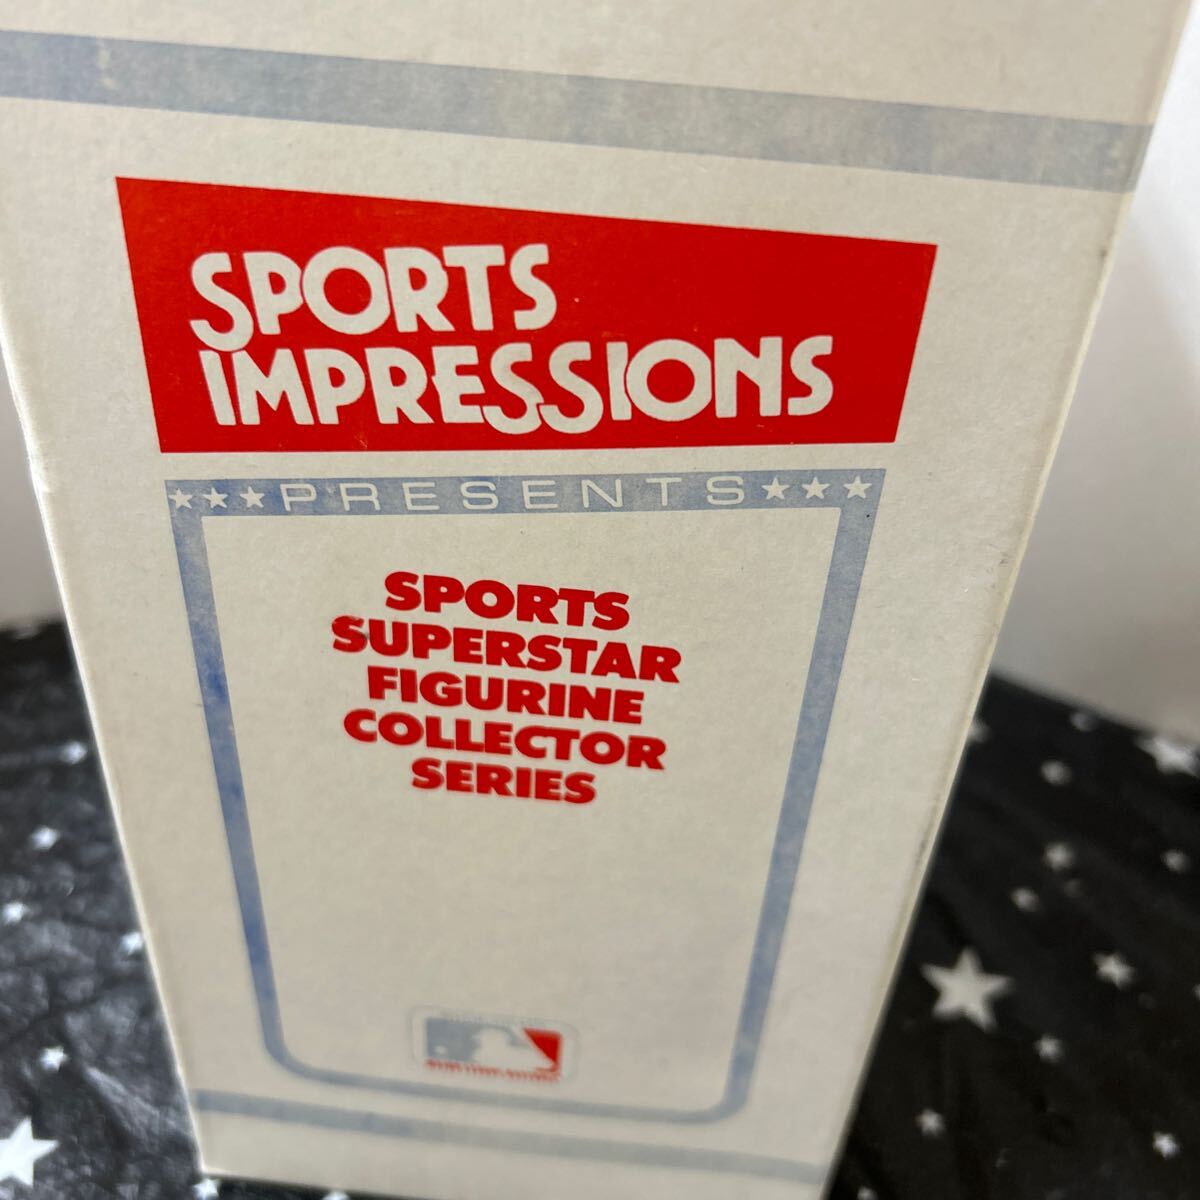 SPORTS
IMPRESSIONS
★★★PRESENTS★★★
SPORTS
SUPERSTAR
FIGURINE
COLLECTOR
SERIES